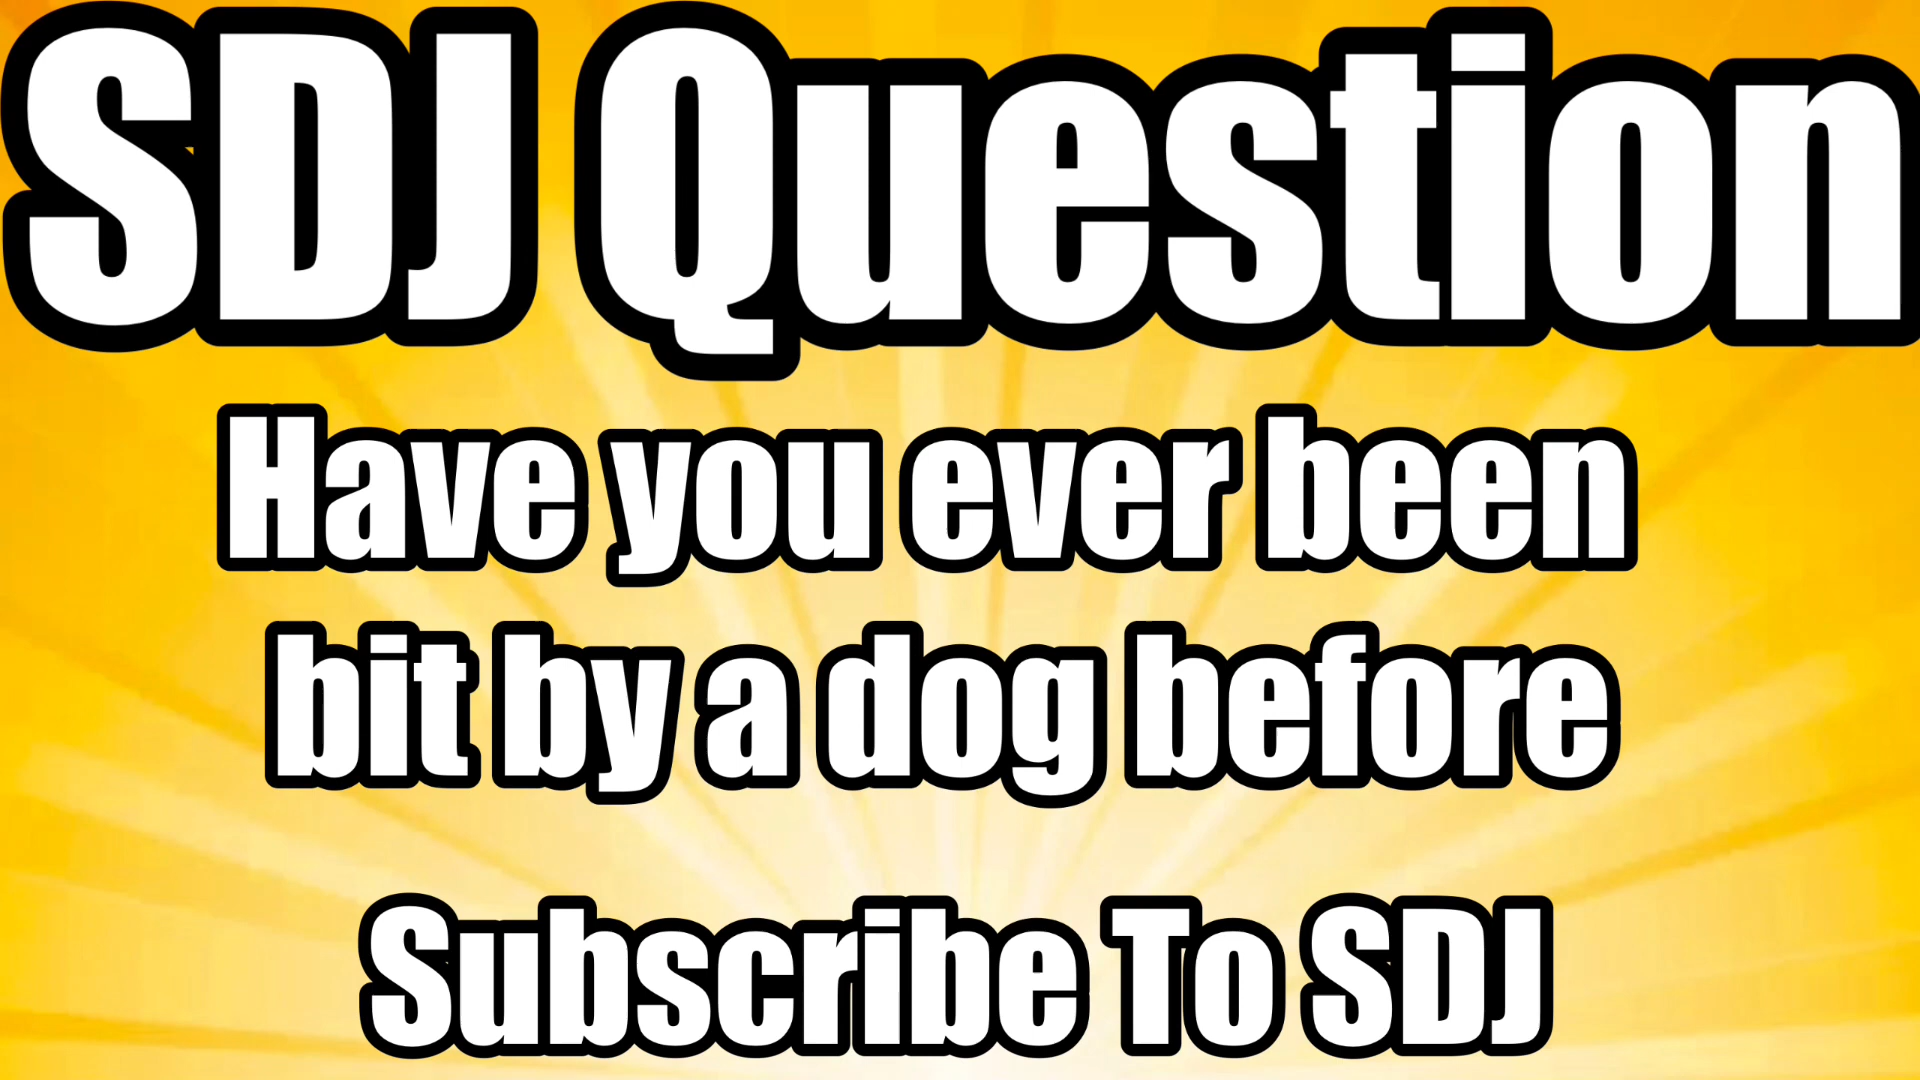 SDJ Question
Have you ever been
bit by a dog before
Subscribe To SDJ